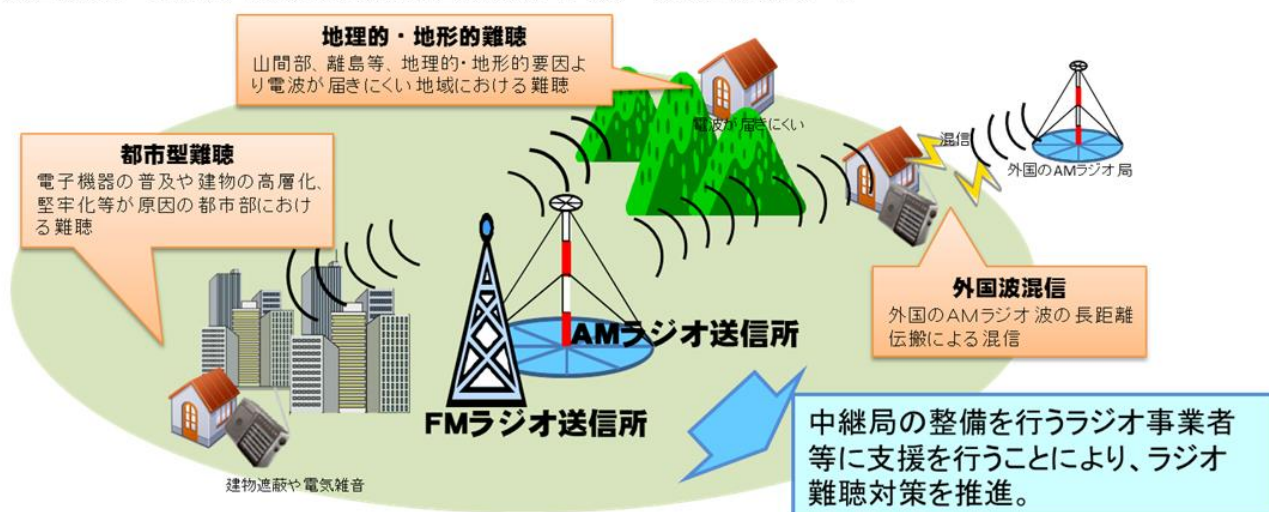 地理的・地形的難聴
山間部、離島等、地理的・地形的要因よ
り電波が届きにくい地域における難聴
電波が届きにくい
混信
外国のAMラジオ局
都市型難聴
電子機器の普及や建物の高層化、
堅牢化等が原因の都市部におけ
る難聴
外国波混信
外国のAMラジオ波の長距離
伝搬による混信
AMラジオ送信所
FMラジオ送信所
建物遮蔽や電気雑音
中継局の整備を行うラジオ事業者
等に支援を行うことにより、ラジオ
難聴対策を推進。